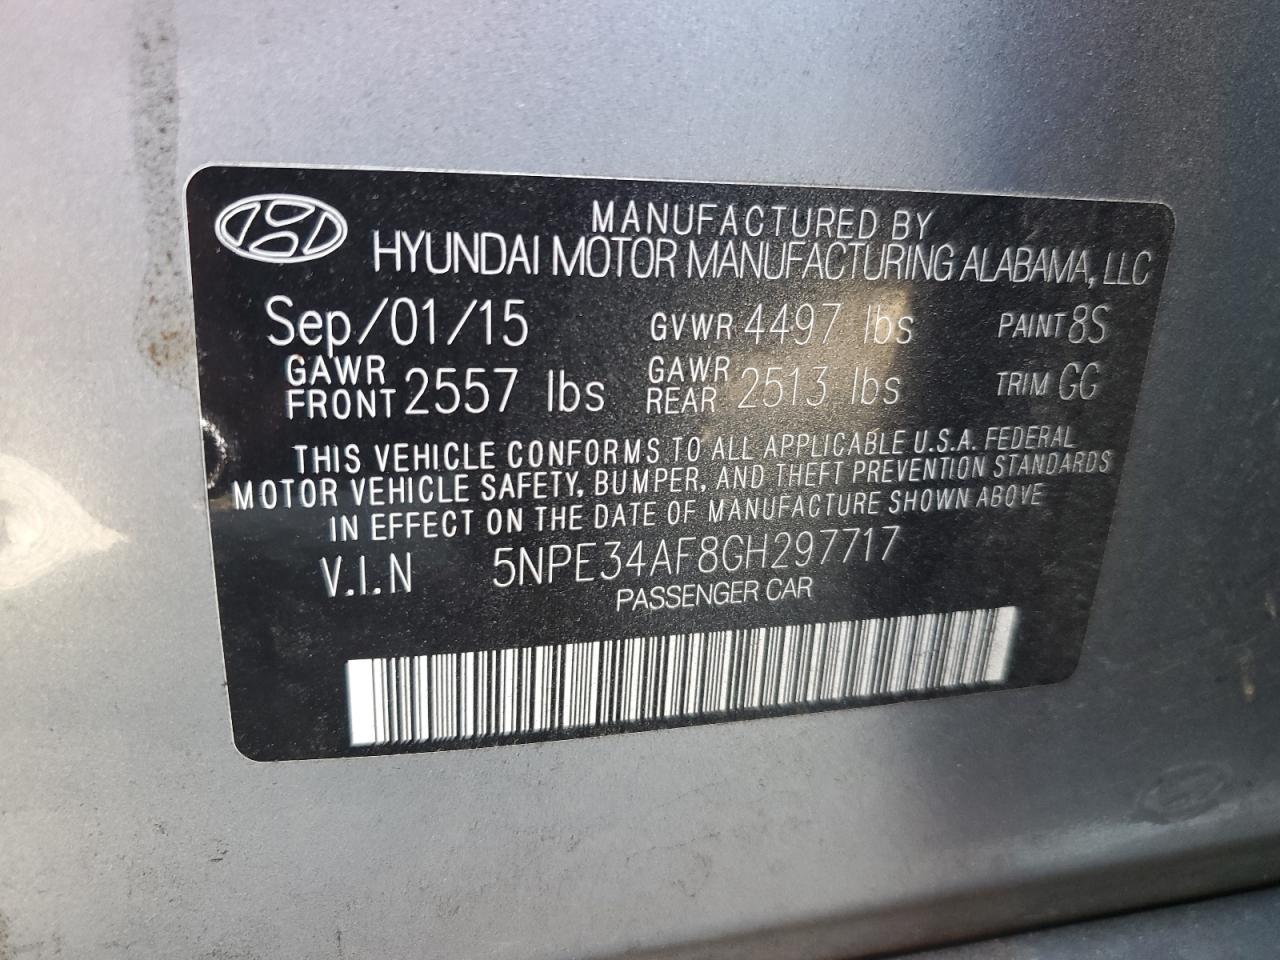 MANUFACTURED BY
HYUNDAI MOTOR MANUFACTURING ALABAMA, LLC
Sep/01/15 GVWR 4497 lbs PAINT 8S
GAWR FRONT 2557 lbs GAWR REAR 2513 lbs TRIM GG
THIS VEHICLE CONFORMS TO ALL APPLICABLE U.S.A. FEDERAL
MOTOR VEHICLE SAFETY, BUMPER, AND THEFT PREVENTION STANDARDS
IN EFFECT ON THE DATE OF MANUFACTURE SHOWN ABOVE
V.I.N 5NPE34AF8GH297717
PASSENGER CAR